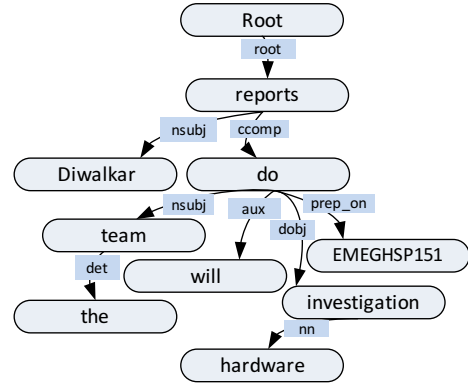 Root
root
reports
nsubj ccomp
Diwalkar do
nsubj aux dobj prep_on
team will EMEGHSP151
det
the investigation
nn
hardware